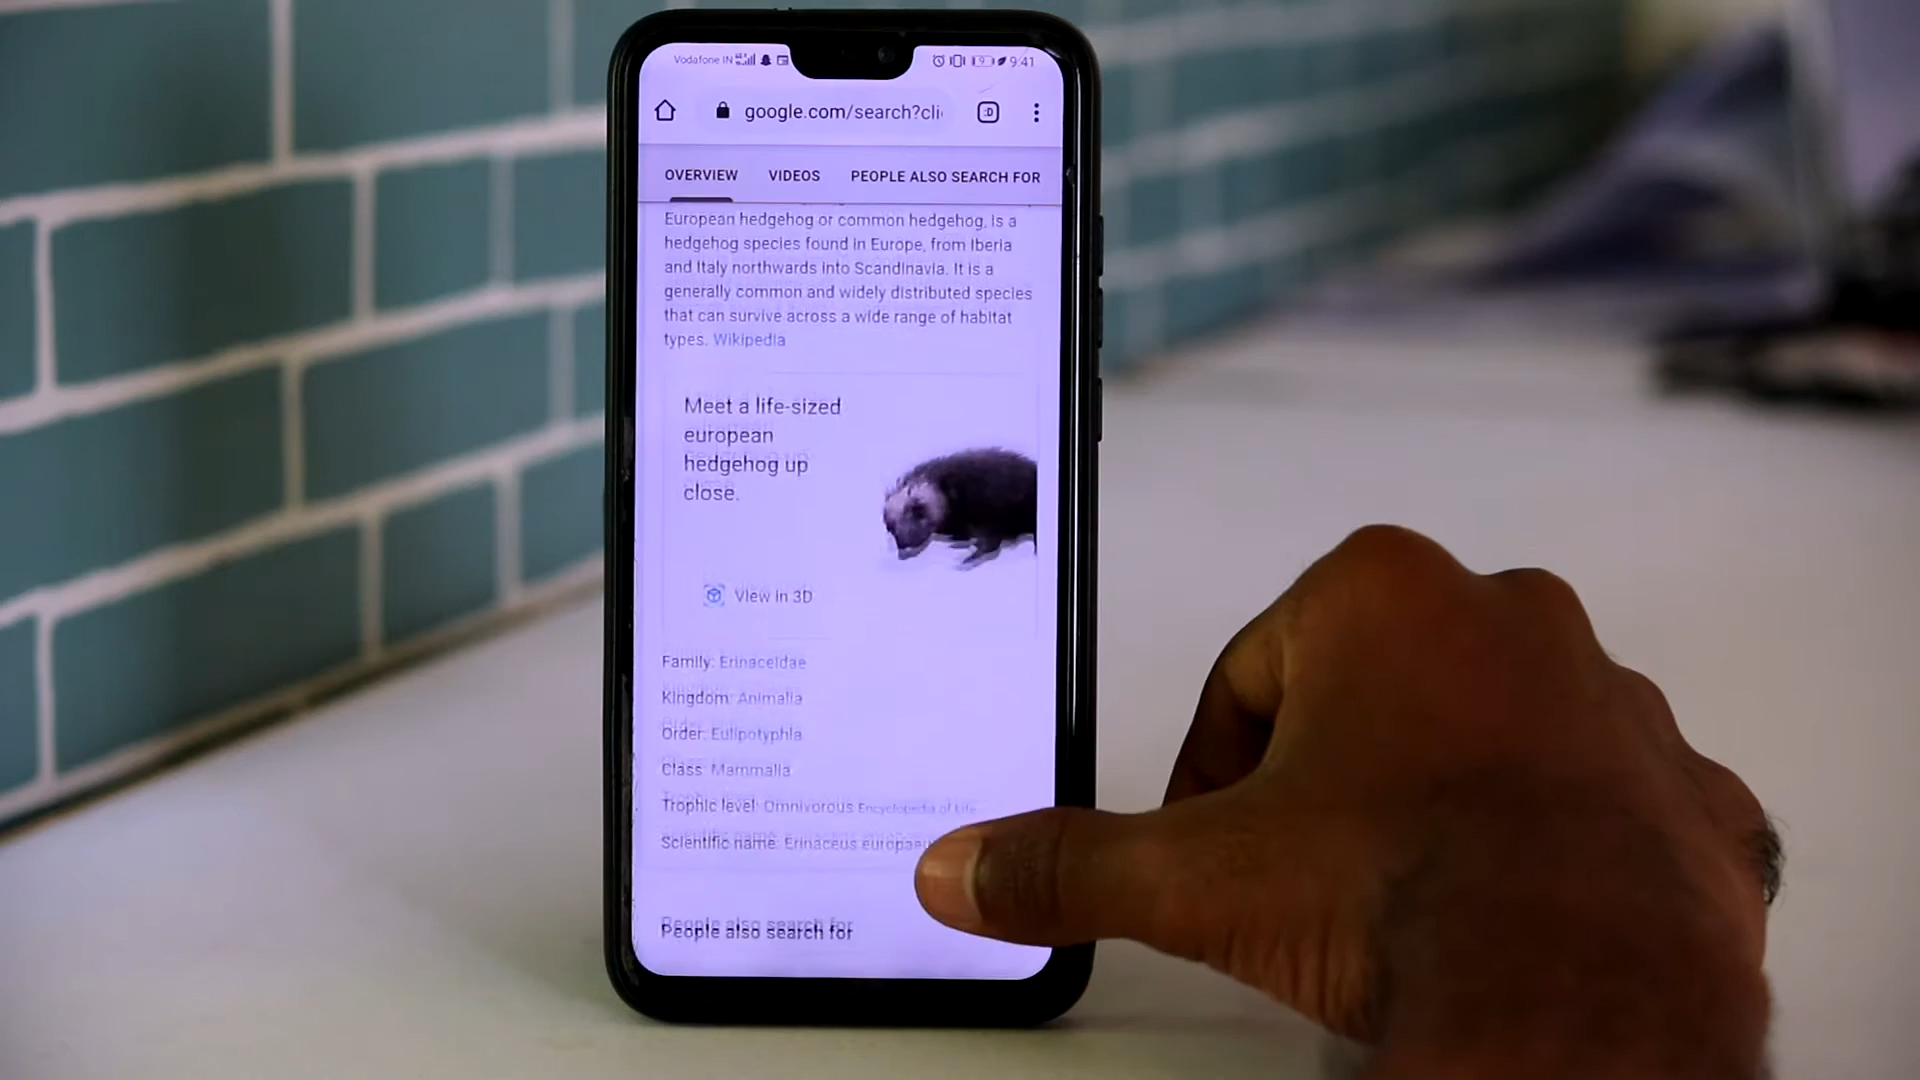 Vodafone IN 9 9:41
google.com/search?cli
:D
OVERVIEW VIDEOS PEOPLE ALSO SEARCH FOR
European hedgehog or common hedgehog, is a
hedgehog species found in Europe, from Iberia
and Italy northwards into Scandinavia. It is a
generally common and widely distributed species
that can survive across a wide range of habitat
types. Wikipedia
Meet a life-sized
european
hedgehog up
close.
View in 3D
Family: Erinaceidae
Kingdom: Animalia
Order: Eulipotyphla
Class: Mammalia
Trophic level: Omnivorous Encyclopedia of Life
Scientific name: Erinaceus europaeu
People also search for